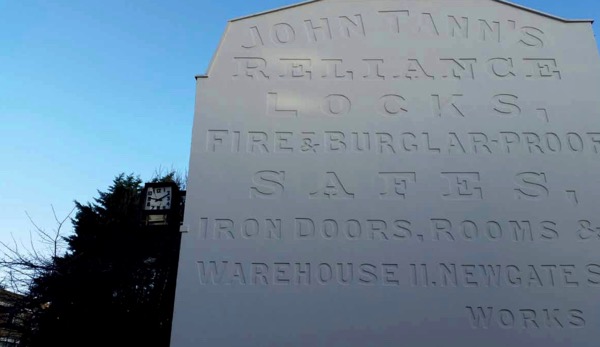 JOHN TANN'S
RELIANCE
LOCKS,
FIRE & BURGLAR-PROOF
SAFES,
IRON DOORS, ROOMS &
WAREHOUSE 11. NEWGATE S
WORKS